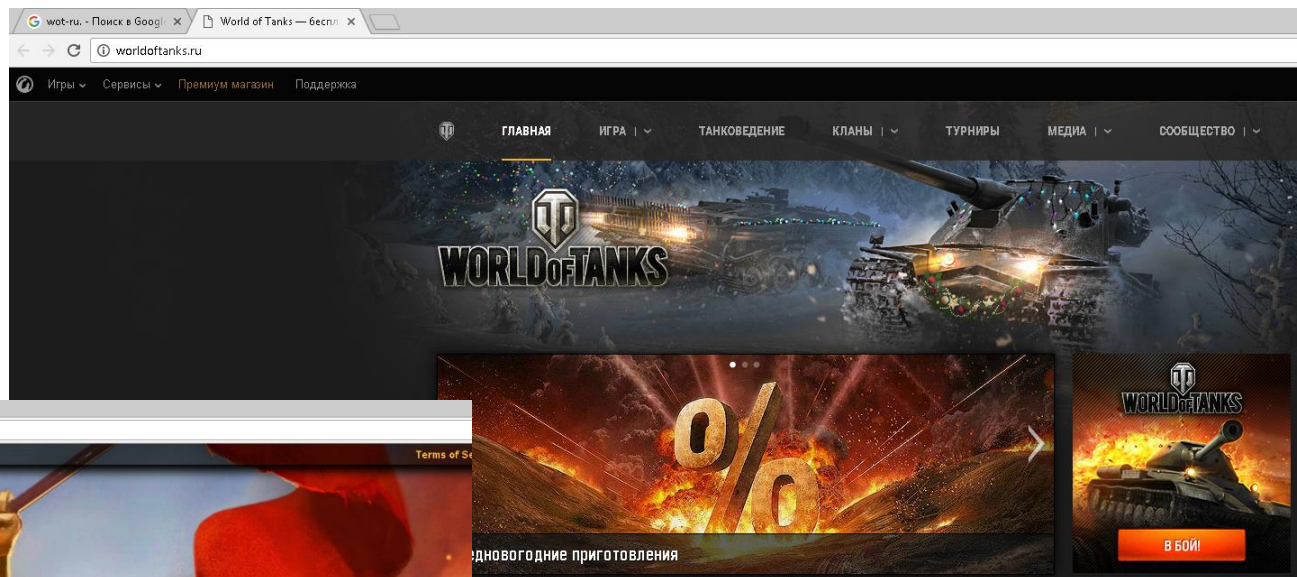 wot-ru. - Поиск в Googl World of Tanks — беспл
worldoftanks.ru
Игры Сервисы Премиум магазин Поддержка
ГЛАВНАЯ ИГРА ТАНКОВЕДЕНИЕ КЛАНЫ ТУРНИРЫ МЕДИА СООБЩЕСТВО
WORLD OF TANKS
%
WORLD OF TANKS
Terms of Se
едновогодние приготовления
В БОЙ!